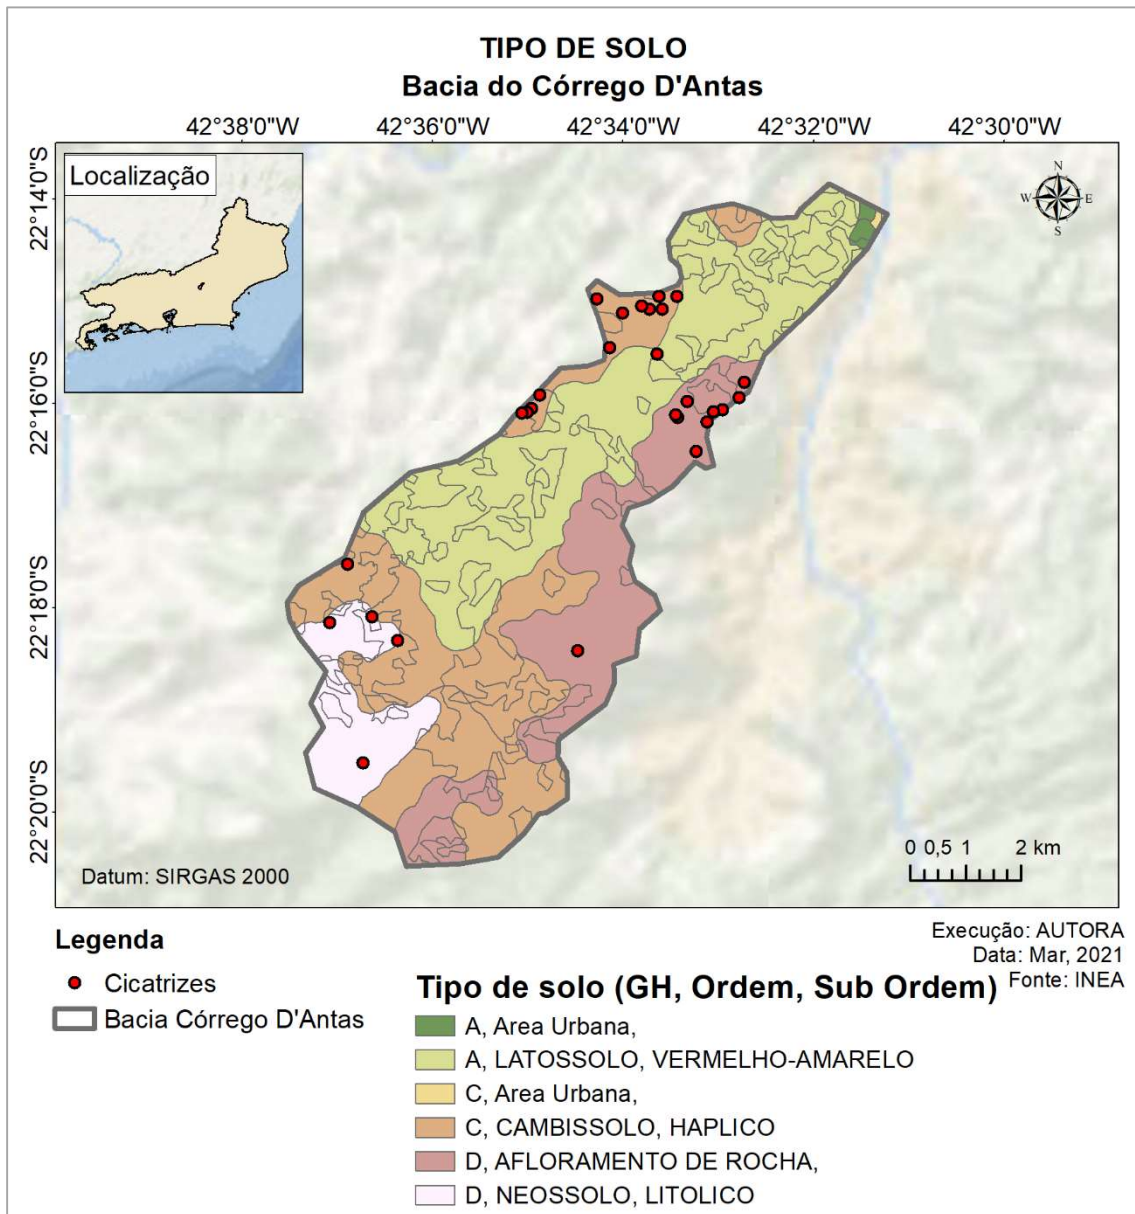 TIPO DE SOLO
Bacia do Córrego D'Antas
42°38'0"W 42°36'0"W 42°34'0"W 42°32'0"W 42°30'0"W
Localização
N
W E
S
22°14'0"S
22°16'0"S
22°18'0"S
22°20'0"S
0 0,5 1 2 km
Datum: SIRGAS 2000
Execução: AUTORA
Data: Mar, 2021
Fonte: INEA
Legenda
Cicatrizes
Bacia Córrego D'Antas
Tipo de solo (GH, Ordem, Sub Ordem)
A, Area Urbana,
A, LATOSSOLO, VERMELHO-AMARELO
C, Area Urbana,
C, CAMBISSOLO, HAPLICO
D, AFLORAMENTO DE ROCHA,
D, NEOSSOLO, LITOLICO